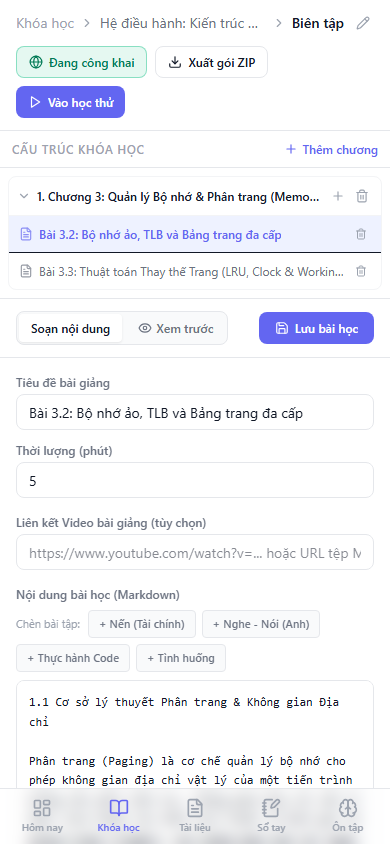 Khóa học > Hệ điều hành: Kiến trúc ... > Biên tập
Đang công khai
Xuất gói ZIP
Vào học thử
CẤU TRÚC KHÓA HỌC
+ Thêm chương
1. Chương 3: Quản lý Bộ nhớ & Phân trang (Memo...
Bài 3.2: Bộ nhớ ảo, TLB và Bảng trang đa cấp
Bài 3.3: Thuật toán Thay thế Trang (LRU, Clock & Workin...
Soạn nội dung
Xem trước
Lưu bài học
Tiêu đề bài giảng
Bài 3.2: Bộ nhớ ảo, TLB và Bảng trang đa cấp
Thời lượng (phút)
5
Liên kết Video bài giảng (tùy chọn)
https://www.youtube.com/watch?v=... hoặc URL tệp M
Nội dung bài học (Markdown)
Chèn bài tập:
+ Nến (Tài chính)
+ Nghe - Nói (Anh)
+ Thực hành Code
+ Tình huống
1.1 Cơ sở lý thuyết Phân trang & Không gian Địa
chỉ
Phân trang (Paging) là cơ chế quản lý bộ nhớ cho
phép không gian địa chỉ vật lý của một tiến trình
Hôm nay
Khóa học
Tài liệu
Sổ tay
Ôn tập